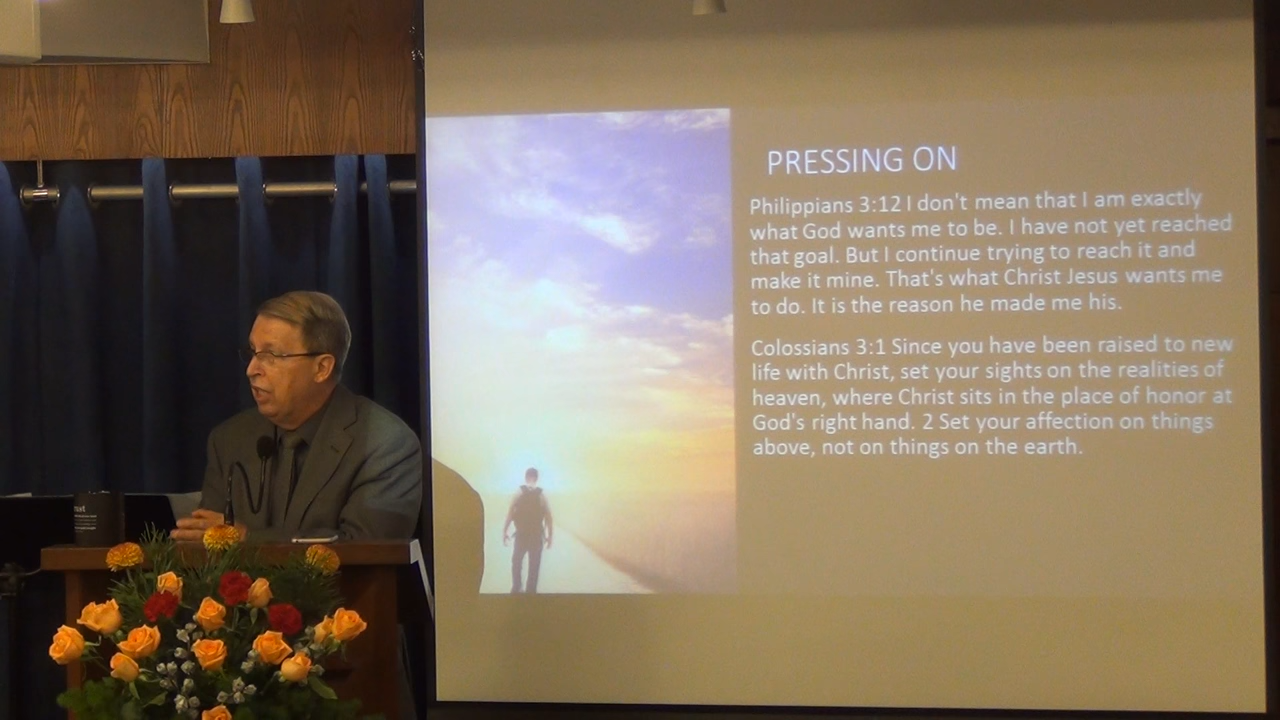 PRESSING ON
Philippians 3:12 I don't mean that I am exactly
what God wants me to be. I have not yet reached
that goal. But I continue trying to reach it and
make it mine. That's what Christ Jesus wants me
to do. It is the reason he made me his.
Colossians 3:1 Since you have been raised to new
life with Christ, set your sights on the realities of
heaven, where Christ sits in the place of honor at
God's right hand. 2 Set your affection on things
above, not on things on the earth.